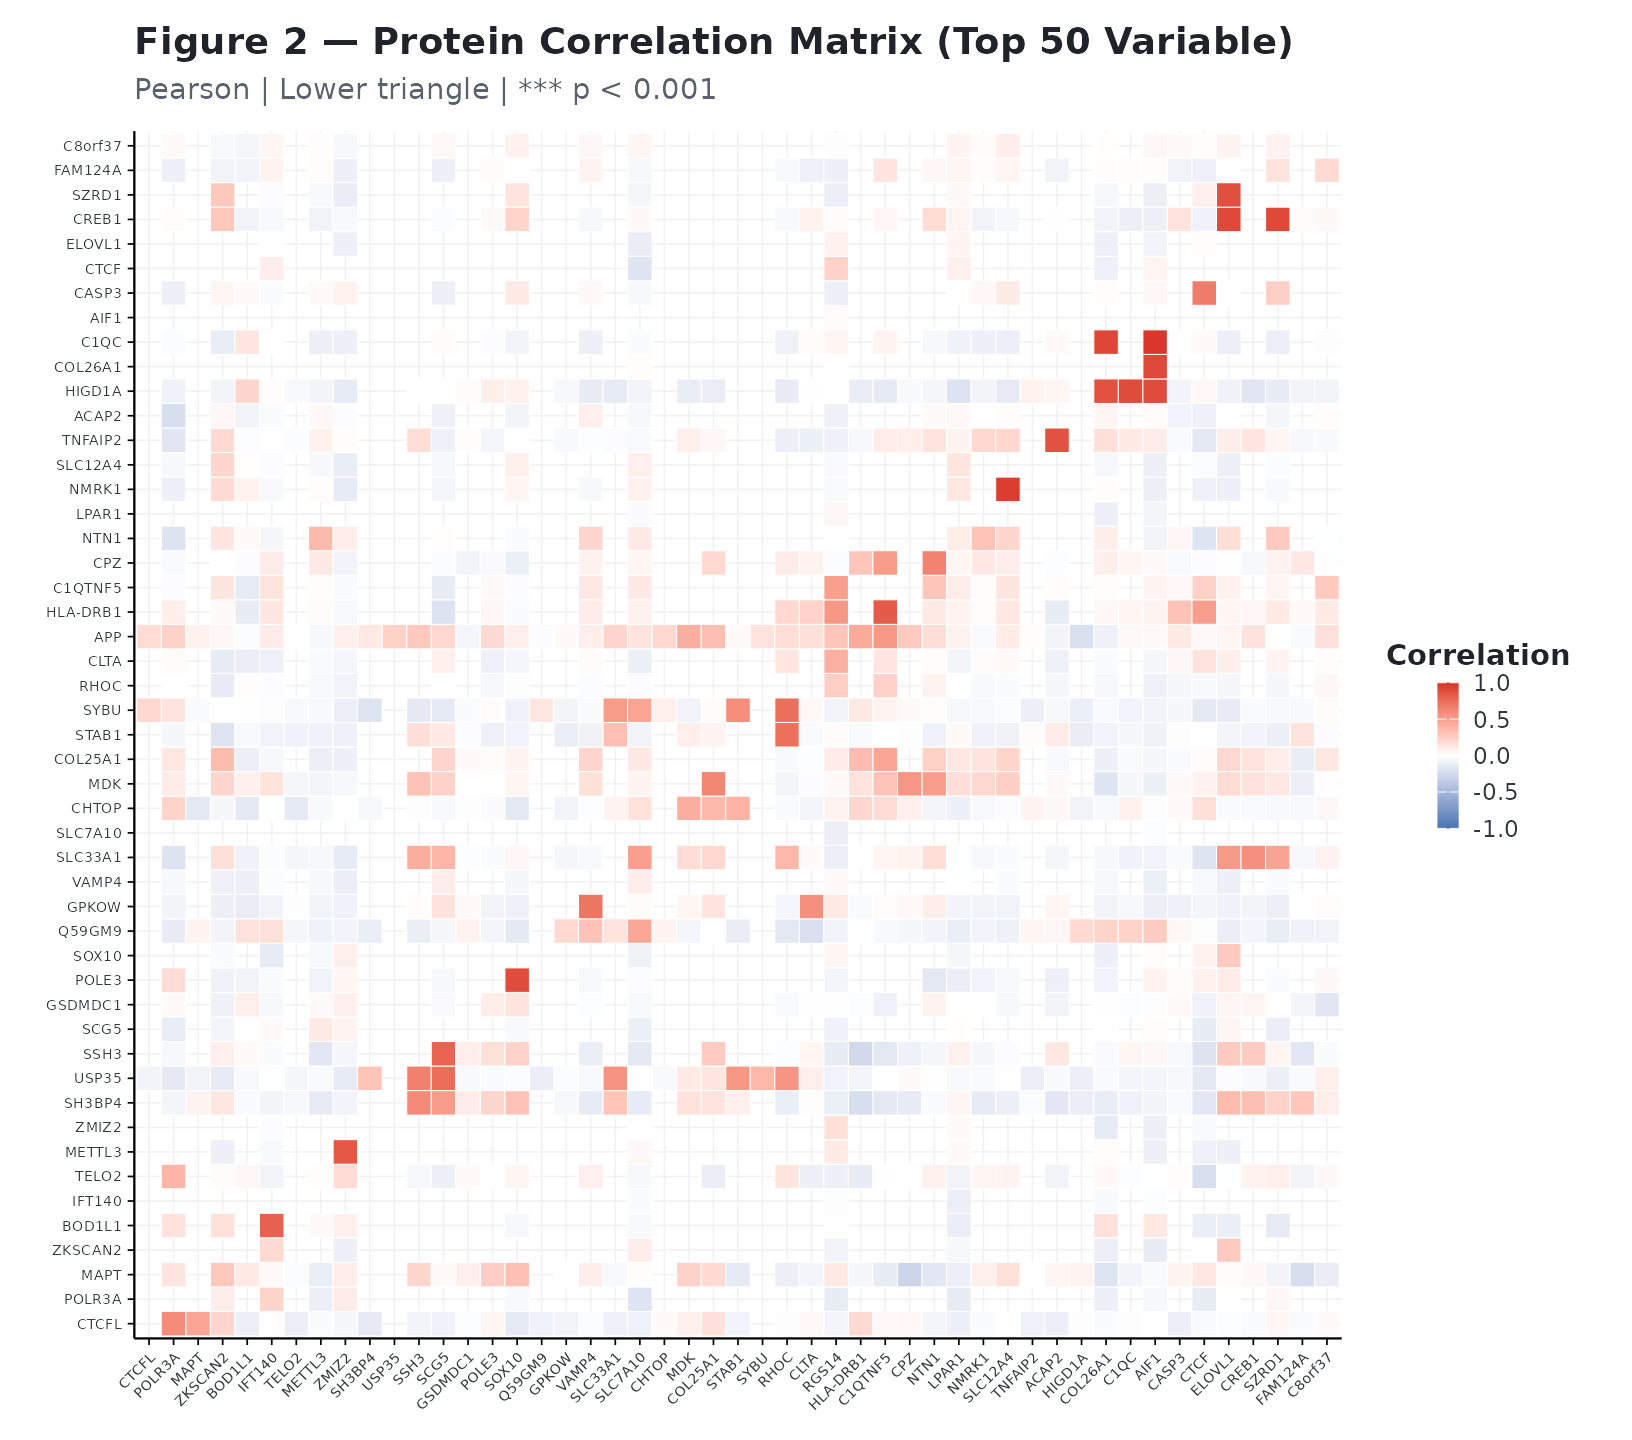 Figure 2 — Protein Correlation Matrix (Top 50 Variable)
Pearson | Lower triangle | *** p < 0.001
C8orf37
FAM124A
SZRD1
CREB1
ELOVL1
CTCF
CASP3
AIF1
C1QC
COL26A1
HIGD1A
ACAP2
TNFAIP2
SLC12A4
NMRK1
LPAR1
NTN1
CPZ
C1QTNF5
HLA-DRB1
APP
CLTA
RHOC
SYBU
STAB1
COL25A1
MDK
CHTOP
SLC7A10
SLC33A1
VAMP4
GPKOW
Q59GM9
SOX10
POLE3
GSDMDC1
SCG5
SSH3
USP35
SH3BP4
ZMIZ2
METTL3
TELO2
IFT140
BOD1L1
ZKSCAN2
MAPT
POLR3A
CTCFL
CTCFL
POLR3A
MAPT
ZKSCAN2
BOD1L1
IFT140
TELO2
METTL3
ZMIZ2
SH3BP4
USP35
SSH3
SCG5
GSDMDC1
POLE3
SOX10
Q59GM9
GPKOW
VAMP4
SLC33A1
SLC7A10
CHTOP
MDK
COL25A1
STAB1
SYBU
RHOC
CLTA
RGS14
HLA-DRB1
C1QTNF5
CPZ
NTN1
LPAR1
NMRK1
SLC12A4
TNFAIP2
ACAP2
HIGD1A
COL26A1
C1QC
AIF1
CASP3
CTCF
ELOVL1
CREB1
SZRD1
FAM124A
C8orf37
Correlation
1.0
0.5
0.0
-0.5
-1.0